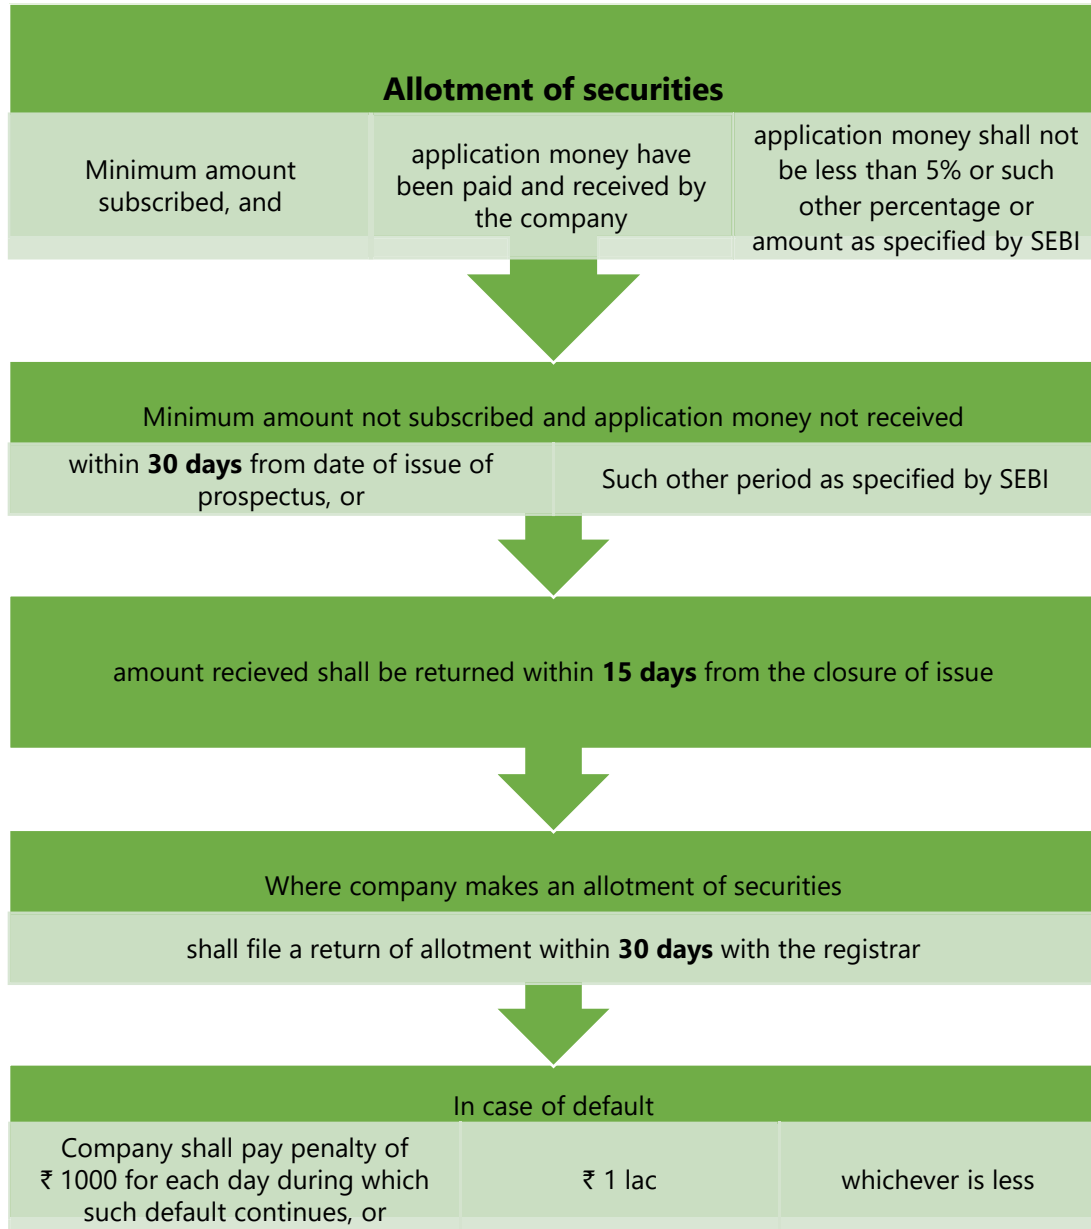 Allotment of securities
Minimum amount
subscribed, and
application money have
been paid and received by
the company
application money shall not
be less than 5% or such
other percentage or
amount as specified by SEBI
Minimum amount not subscribed and application money not received
within 30 days from date of issue of
prospectus, or
Such other period as specified by SEBI
amount recieved shall be returned within 15 days from the closure of issue
Where company makes an allotment of securities
shall file a return of allotment within 30 days with the registrar
In case of default
Company shall pay penalty of
₹ 1000 for each day during which
such default continues, or
₹ 1 lac
whichever is less